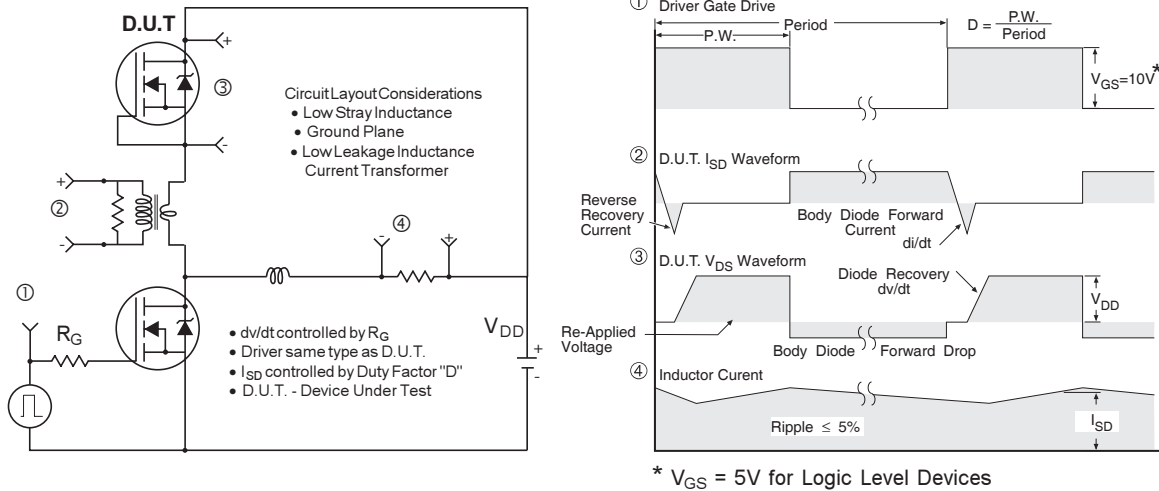 D.U.T
+
③
-
Circuit Layout Considerations
• Low Stray Inductance
• Ground Plane
• Low Leakage Inductance
Current Transformer
+
②
-
④
-
+
①
R_G
• dv/dt controlled by R_G
• Driver same type as D.U.T.
• I_SD controlled by Duty Factor "D"
• D.U.T. - Device Under Test
V_DD
+
-
① Driver Gate Drive
P.W.
Period
D = P.W. / Period
V_GS=10V*
② D.U.T. I_SD Waveform
Reverse
Recovery
Current
Body Diode Forward
Current
di/dt
③ D.U.T. V_DS Waveform
Diode Recovery
dv/dt
V_DD
Re-Applied
Voltage
Body Diode Forward Drop
④ Inductor Curent
Ripple ≤ 5%
I_SD
* V_GS = 5V for Logic Level Devices